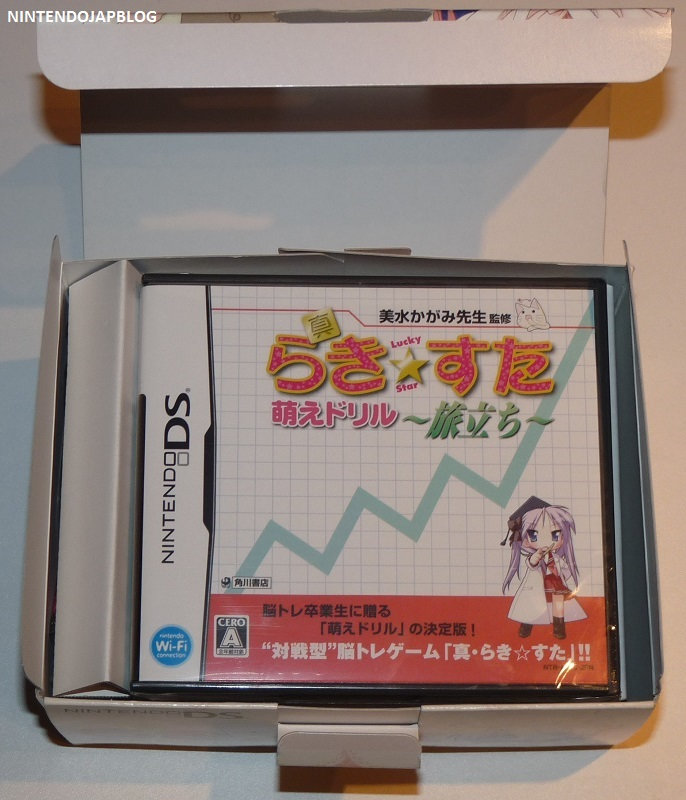 NINTENDOJAPBLOG
美水かがみ先生 監修
真
Lucky
らき☆すた
Star
萌えドリル
～旅立ち～
NINTENDO DS
角川書店
CERO
A
脳トレ卒業生に贈る
「萌えドリル」の決定版！
"対戦型"脳トレゲーム「真・らき☆すた」!!
nintendo
Wi-Fi
connection
NINTENDO DS